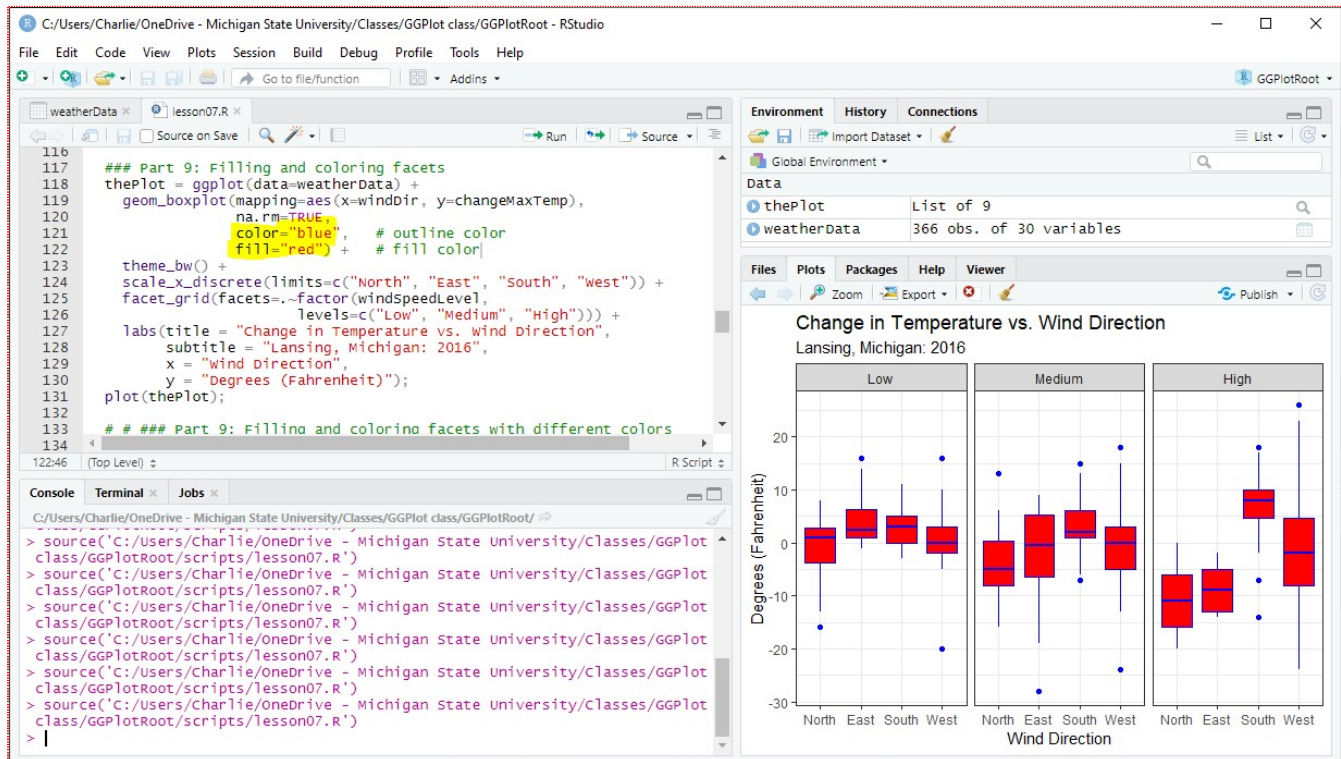 C:/Users/Charlie/OneDrive - Michigan State University/Classes/GGPlot class/GGPlotRoot - RStudio
File Edit Code View Plots Session Build Debug Profile Tools Help
Go to file/function Addins GGPlotRoot
weatherData lesson07.R
Source on Save Run Source
116
117 ### Part 9: Filling and coloring facets
118 thePlot = ggplot(data=weatherData) +
119 geom_boxplot(mapping=aes(x=windDir, y=changeMaxTemp),
120 na.rm=TRUE,
121 color="blue", # outline color
122 fill="red") + # fill color
123 theme_bw() +
124 scale_x_discrete(limits=c("North", "East", "South", "West")) +
125 facet_grid(facets=.~factor(windSpeedLevel,
126 levels=c("Low", "Medium", "High"))) +
127 labs(title = "Change in Temperature vs. Wind Direction",
128 subtitle = "Lansing, Michigan: 2016",
129 x = "Wind Direction",
130 y = "Degrees (Fahrenheit)");
131 plot(thePlot);
132
133 # # ### Part 9: Filling and coloring facets with different colors
134
122:46 (Top Level) R Script
Console Terminal Jobs
C:/Users/Charlie/OneDrive - Michigan State University/Classes/GGPlot class/GGPlotRoot/
> source('C:/Users/Charlie/OneDrive - Michigan State University/Classes/GGPlot
class/GGPlotRoot/scripts/lesson07.R')
> source('C:/Users/Charlie/OneDrive - Michigan State University/Classes/GGPlot
class/GGPlotRoot/scripts/lesson07.R')
> source('C:/Users/Charlie/OneDrive - Michigan State University/Classes/GGPlot
class/GGPlotRoot/scripts/lesson07.R')
> source('C:/Users/Charlie/OneDrive - Michigan State University/Classes/GGPlot
class/GGPlotRoot/scripts/lesson07.R')
> source('C:/Users/Charlie/OneDrive - Michigan State University/Classes/GGPlot
class/GGPlotRoot/scripts/lesson07.R')
> source('C:/Users/Charlie/OneDrive - Michigan State University/Classes/GGPlot
class/GGPlotRoot/scripts/lesson07.R')
>
Environment History Connections
Import Dataset List
Global Environment
Data
thePlot List of 9
weatherData 366 obs. of 30 variables
Files Plots Packages Help Viewer
Zoom Export Publish
Change in Temperature vs. Wind Direction
Lansing, Michigan: 2016
Low Medium High
20
10
0
-10
-20
-30
Degrees (Fahrenheit)
North East South West North East South West North East South West
Wind Direction